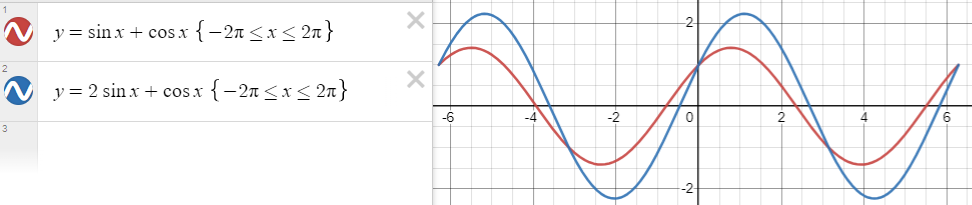 1
y = sin x + cos x {−2π ≤ x ≤ 2π}
2
y = 2 sin x + cos x {−2π ≤ x ≤ 2π}
3
2
-6 -4 -2 0 2 4 6
-2